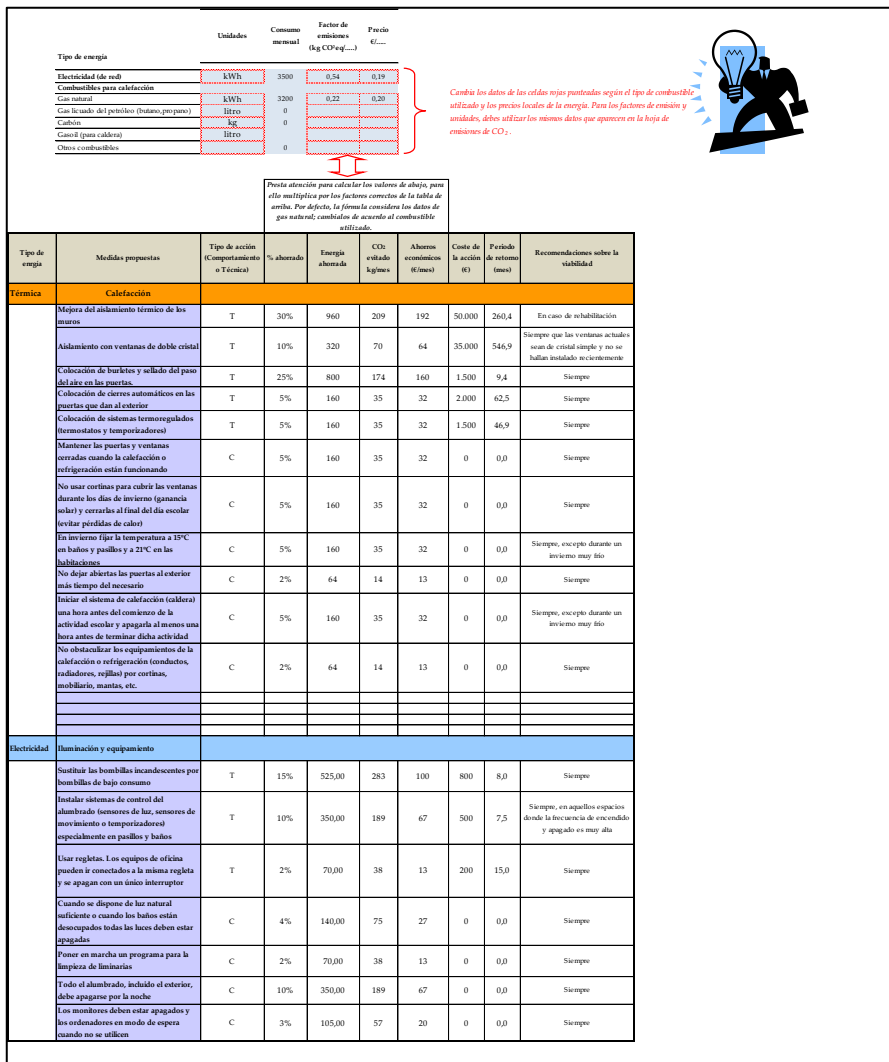 Tipo de energía Unidades Consumo mensual Factor de emisiones (kg CO²eq/.....) Precio €/.....
Electricidad (de red) kWh 3500 0,54 0,19
Combustibles para calefacción
Gas natural kWh 3200 0,22 0,20
Gas licuado del petróleo (butano,propano) litro 0
Carbón kg 0
Gasoil (para caldera) litro
Otros combustibles 0
Cambia los datos de las celdas rojas punteadas según el tipo de combustible
utilizado y los precios locales de la energía. Para los factores de emisión y
unidades, debes utilizar los mismos datos que aparecen en la hoja de
emisiones de CO₂ .
Presta atención para calcular los valores de abajo, para
ello multiplica por los factores correctos de la tabla de
arriba. Por defecto, la fórmula considera los datos de
gas natural; cambialos de acuerdo al combustible
utilizado.
Tipo de enrgía Medidas propuestas Tipo de acción (Comportamiento o Técnica) % ahorrado Energía ahorrada CO₂ evitado kg/mes Ahorros económicos (€/mes) Coste de la acción (€) Periodo de retorno (mes) Recomendaciones sobre la viabilidad
Térmica Calefacción
Mejora del aislamiento térmico de los muros T 30% 960 209 192 50.000 260,4 En caso de rehabilitación
Aislamiento con ventanas de doble cristal T 10% 320 70 64 35.000 546,9 Siempre que las ventanas actuales sean de cristal simple y no se hallan instalado recientemente
Colocación de burletes y sellado del paso del aire en las puertas. T 25% 800 174 160 1.500 9,4 Siempre
Colocación de cierres automáticos en las puertas que dan al exterior T 5% 160 35 32 2.000 62,5 Siempre
Colocación de sistemas termoregulados (termostatos y temporizadores) T 5% 160 35 32 1.500 46,9 Siempre
Mantener las puertas y ventanas cerradas cuando la calefacción o refrigeración están funcionando C 5% 160 35 32 0 0,0 Siempre
No usar cortinas para cubrir las ventanas durante los días de invierno (ganancia solar) y cerrarlas al final del día escolar (evitar pérdidas de calor) C 5% 160 35 32 0 0,0 Siempre
En invierno fijar la temperatura a 15ºC en baños y pasillos y a 21ºC en las habitaciones C 5% 160 35 32 0 0,0 Siempre, excepto durante un invierno muy frío
No dejar abiertas las puertas al exterior más tiempo del necesario C 2% 64 14 13 0 0,0 Siempre
Iniciar el sistema de calefacción (caldera) una hora antes del comienzo de la actividad escolar y apagarla al menos una hora antes de terminar dicha actividad C 5% 160 35 32 0 0,0 Siempre, excepto durante un invierno muy frío
No obstaculizar los equipamientos de la calefacción o refrigeración (conductos, radiadores, rejillas) por cortinas, mobiliario, mantas, etc. C 2% 64 14 13 0 0,0 Siempre
Electricidad Iluminación y equipamiento
Sustituir las bombillas incandescentes por bombillas de bajo consumo T 15% 525,00 283 100 800 8,0 Siempre
Instalar sistemas de control del alumbrado (sensores de luz, sensores de movimiento o temporizadores) especialmente en pasillos y baños T 10% 350,00 189 67 500 7,5 Siempre, en aquellos espacios donde la frecuencia de encendido y apagado es muy alta
Usar regletas. Los equipos de oficina pueden ir conectados a la misma regleta y se apagan con un único interruptor T 2% 70,00 38 13 200 15,0 Siempre
Cuando se dispone de luz natural suficiente o cuando los baños están desocupados todas las luces deben estar apagadas C 4% 140,00 75 27 0 0,0 Siempre
Poner en marcha un programa para la limpieza de liminarias C 2% 70,00 38 13 0 0,0 Siempre
Todo el alumbrado, incluido el exterior, debe apagarse por la noche C 10% 350,00 189 67 0 0,0 Siempre
Los monitores deben estar apagados y los ordenadores en modo de espera cuando no se utilicen C 3% 105,00 57 20 0 0,0 Siempre